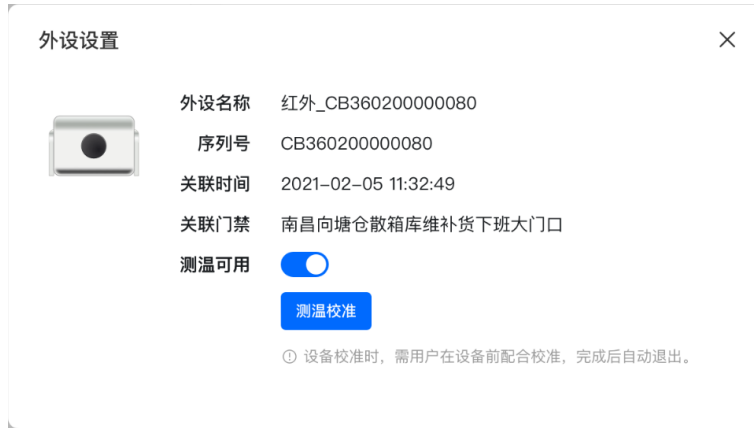 外设设置
外设名称 红外_CB360200000080
序列号 CB360200000080
关联时间 2021-02-05 11:32:49
关联门禁 南昌向塘仓散箱库维补货下班大门口
测温可用
测温校准
设备校准时，需用户在设备前配合校准，完成后自动退出。